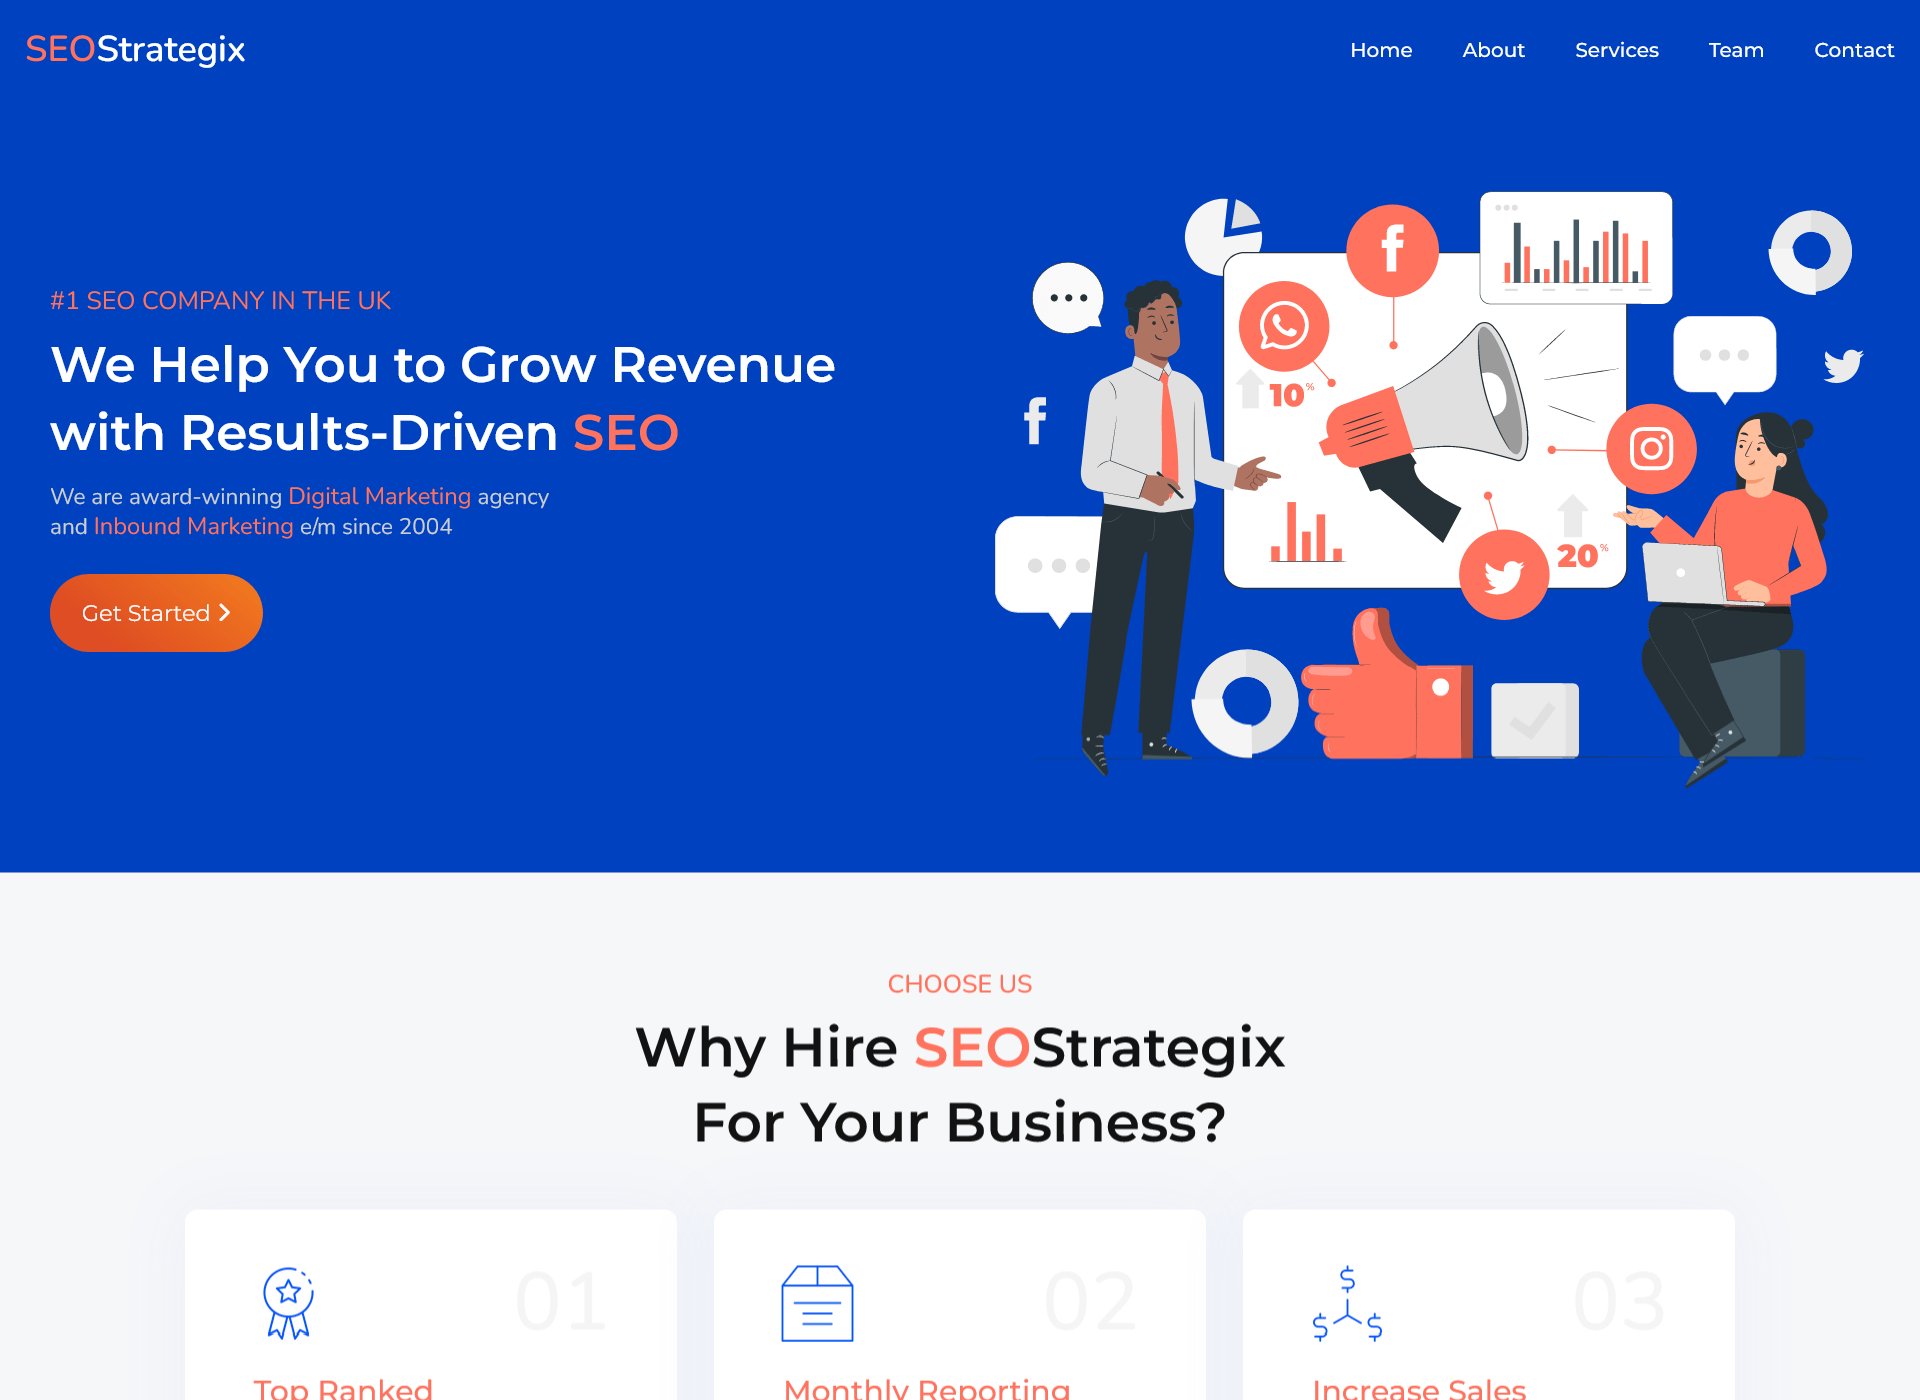 SEOStrategix
Home About Services Team Contact
#1 SEO COMPANY IN THE UK
We Help You to Grow Revenue
with Results-Driven SEO
We are award-winning Digital Marketing agency
and Inbound Marketing e/m since 2004
Get Started
10%
20%
CHOOSE US
Why Hire SEOStrategix
For Your Business?
01
02
03
Top Ranked
Monthly Reporting
Increase Sales